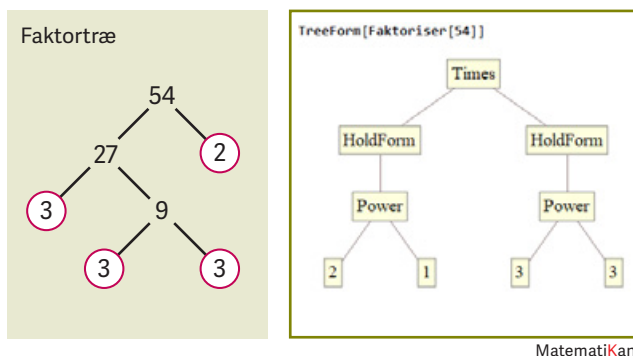 Faktortræ
54
27
2
3
9
3
3
TreeForm[Faktoriser[54]]
Times
HoldForm
HoldForm
Power
Power
2
1
3
3
MatematiKan